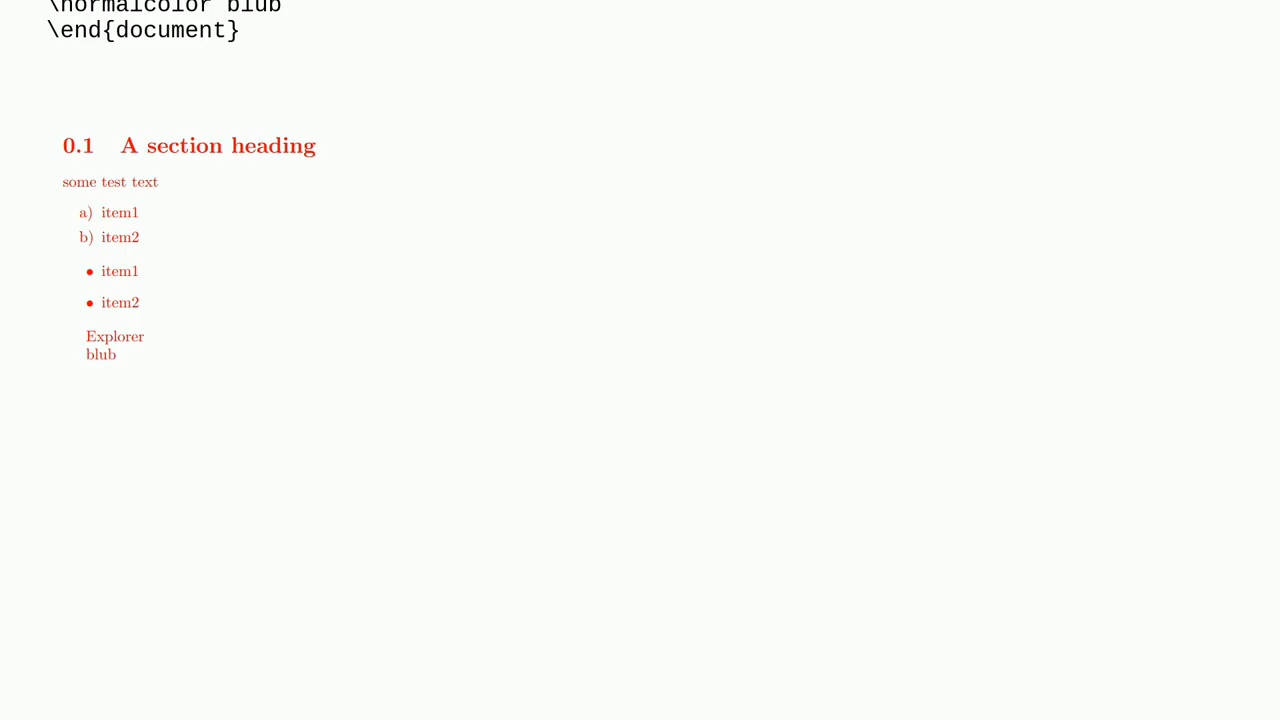 \normalcolor blub
\end{document}
0.1 A section heading
some test text
a) item1
b) item2
• item1
• item2
Explorer
blub